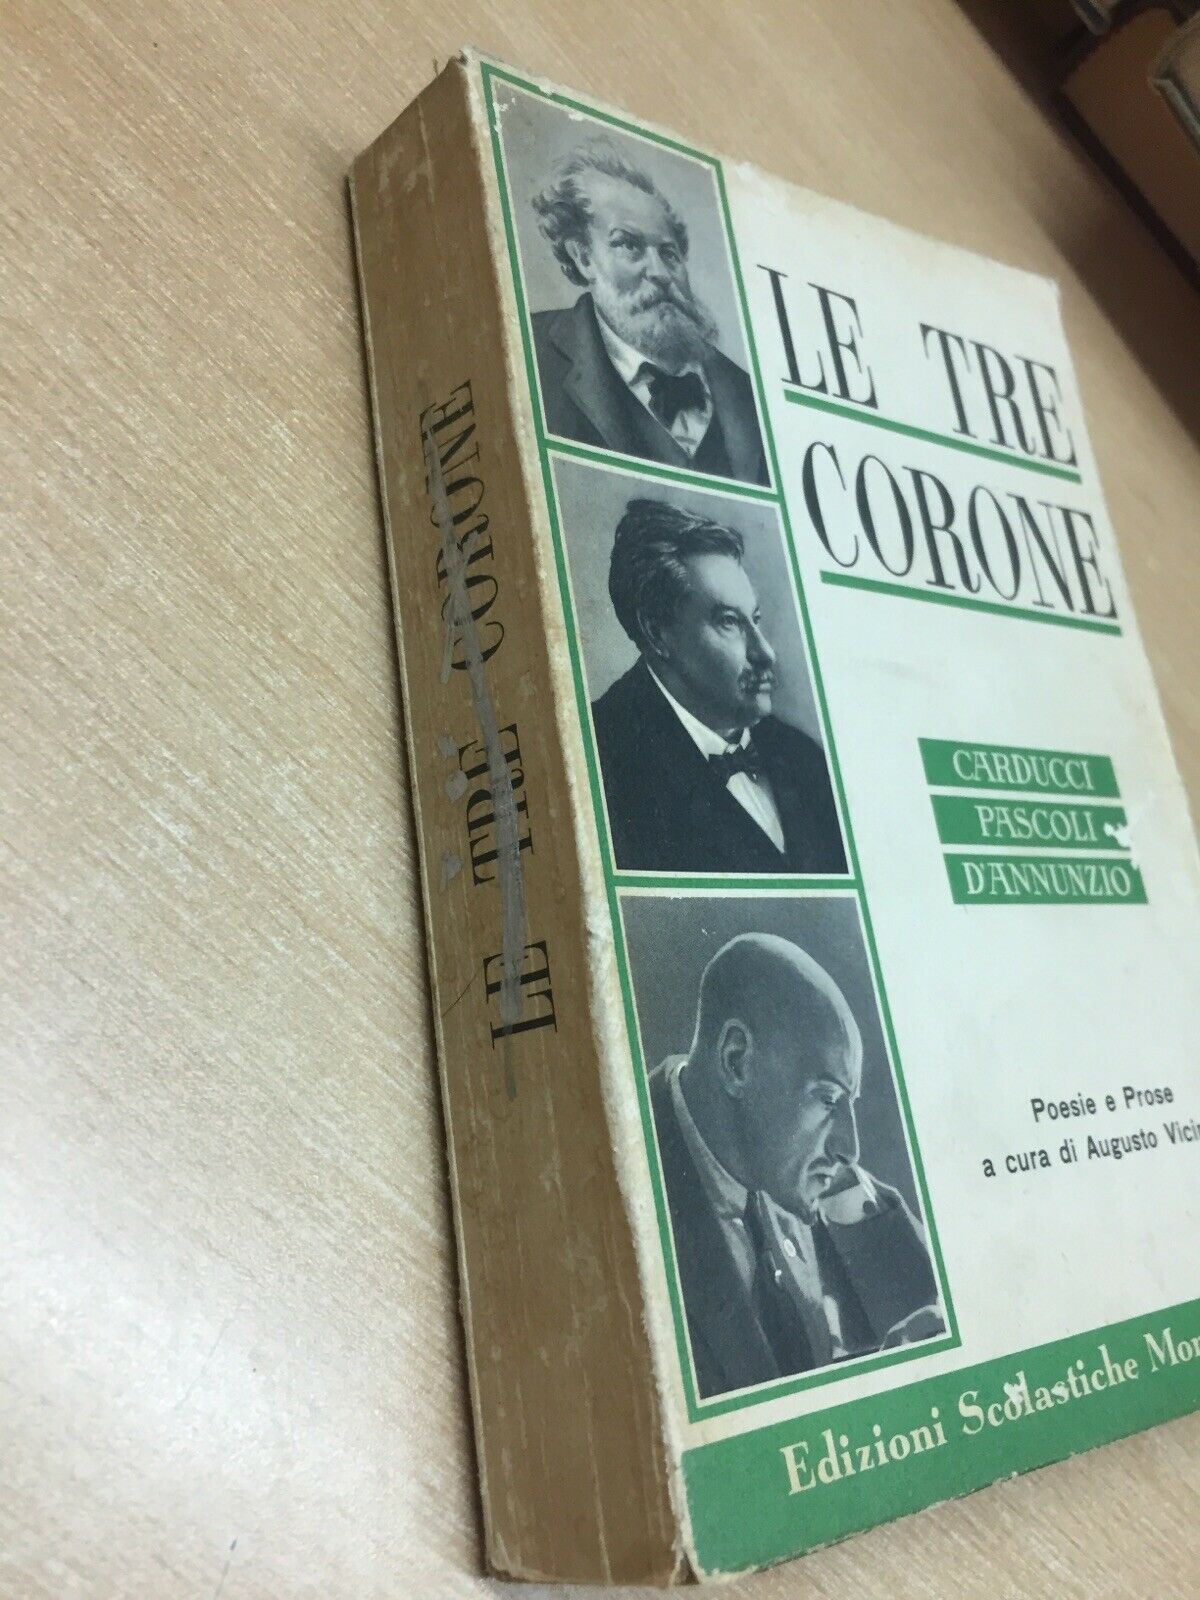 LE TRE CORONE
LE TRE
CORONE
CARDUCCI
PASCOLI
D'ANNUNZIO
Poesie e Prose
a cura di Augusto
Edizioni Scolastiche